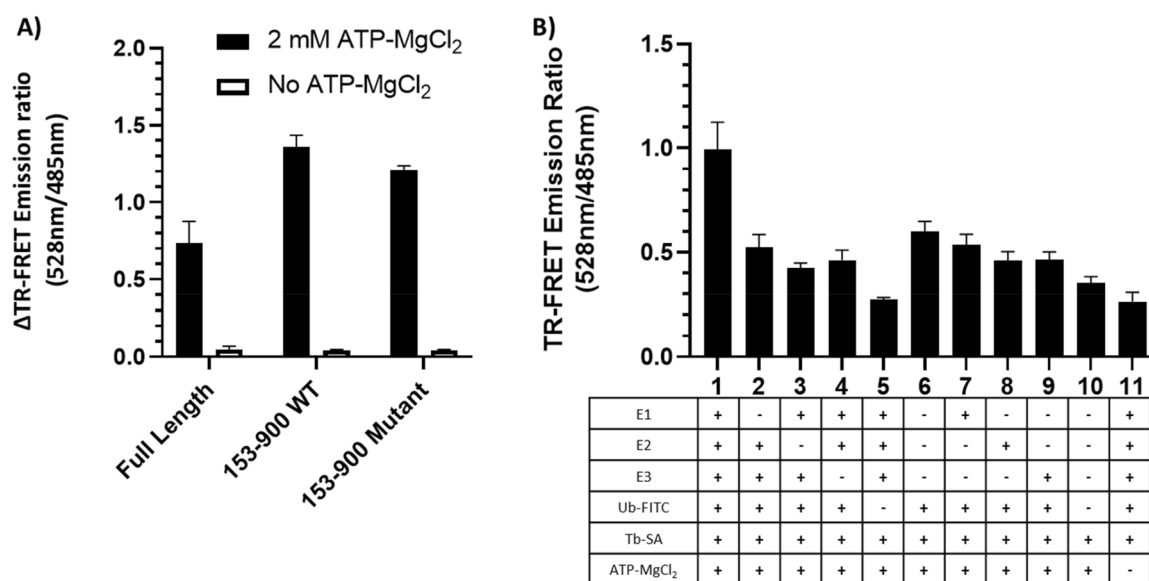 A)
2 mM ATP-MgCl₂
No ATP-MgCl₂
ΔTR-FRET Emission ratio
(528nm/485nm)
2.0
1.5
1.0
0.5
0.0
Full Length
153-900 WT
153-900 Mutant
B)
TR-FRET Emission Ratio
(528nm/485nm)
1.5
1.0
0.5
0.0
1 2 3 4 5 6 7 8 9 10 11
E1 + - + + + - + - - - +
E2 + + - + + - - + - - +
E3 + + + - + - - - + - +
Ub-FITC + + + + - + + + + - +
Tb-SA + + + + + + + + + + +
ATP-MgCl₂ + + + + + + + + + + -